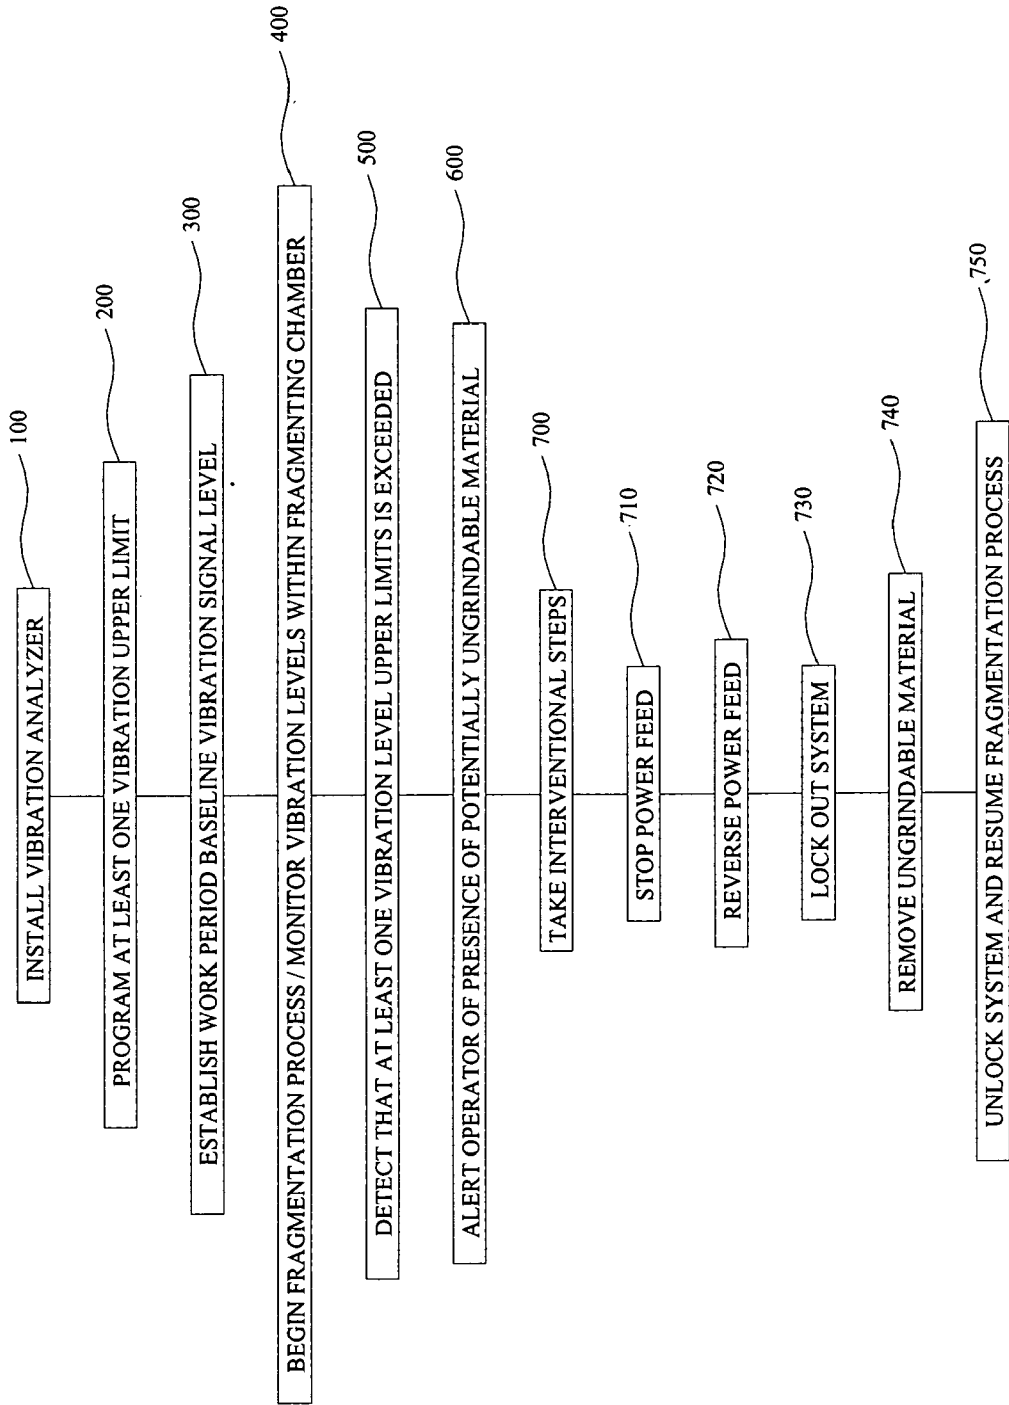 INSTALL VIBRATION ANALYZER
100
PROGRAM AT LEAST ONE VIBRATION UPPER LIMIT
200
ESTABLISH WORK PERIOD BASELINE VIBRATION SIGNAL LEVEL
300
BEGIN FRAGMENTATION PROCESS / MONITOR VIBRATION LEVELS WITHIN FRAGMENTING CHAMBER
400
DETECT THAT AT LEAST ONE VIBRATION LEVEL UPPER LIMITS IS EXCEEDED
500
ALERT OPERATOR OF PRESENCE OF POTENTIALLY UNGRINDABLE MATERIAL
600
TAKE INTERVENTIONAL STEPS
700
STOP POWER FEED
710
REVERSE POWER FEED
720
LOCK OUT SYSTEM
730
REMOVE UNGRINDABLE MATERIAL
740
UNLOCK SYSTEM AND RESUME FRAGMENTATION PROCESS
750